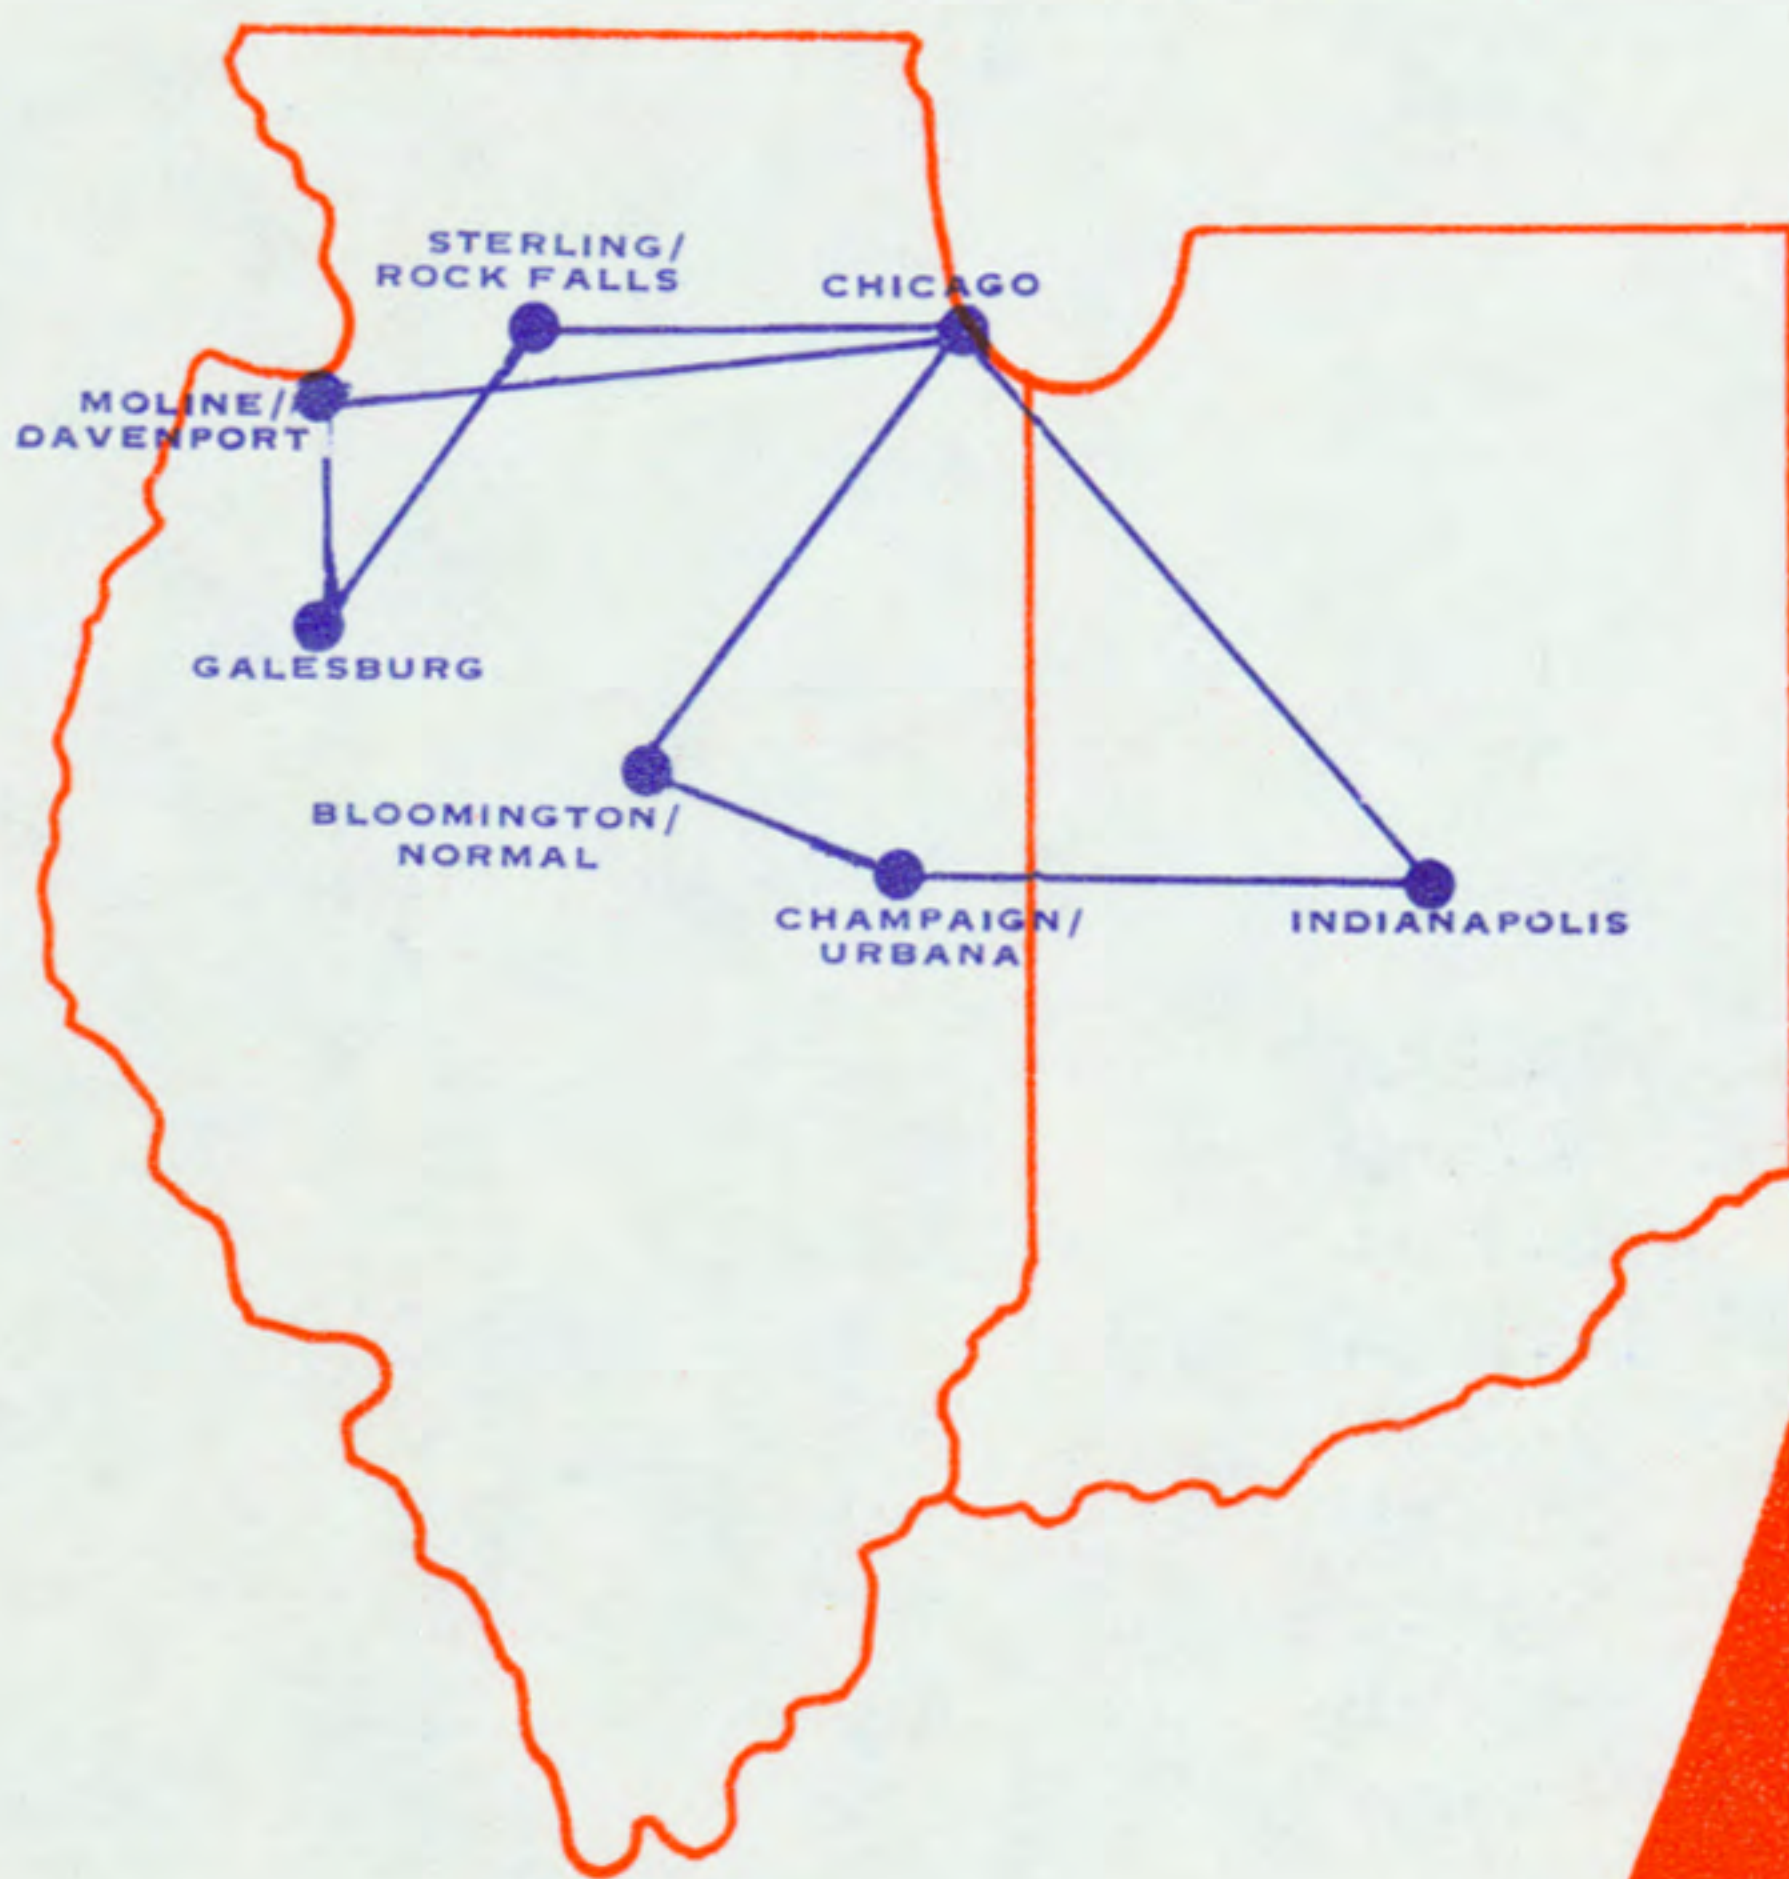 STERLING/
ROCK FALLS
CHICAGO
MOLINE/
DAVENPORT
GALESBURG
BLOOMINGTON/
NORMAL
CHAMPAIGN/
URBANA
INDIANAPOLIS